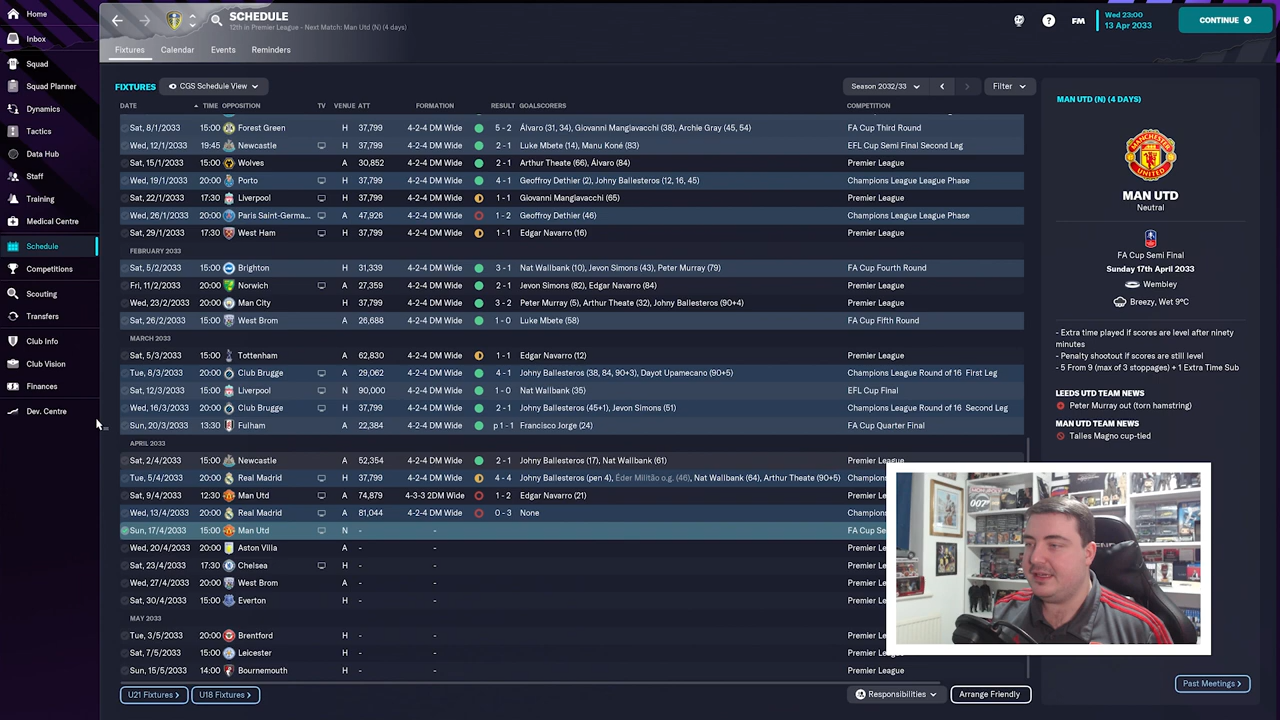 Home
Inbox
Squad
Squad Planner
Dynamics
Tactics
Data Hub
Staff
Training
Medical Centre
Schedule
Competitions
Scouting
Transfers
Club Info
Club Vision
Finances
Dev. Centre
SCHEDULE
12th in Premier League - Next Match: Man Utd (N) (4 days)
FM
Wed 23:00
13 Apr 2033
CONTINUE
Fixtures Calendar Events Reminders
FIXTURES CGS Schedule View Season 2032/33 Filter
DATE TIME OPPOSITION TV VENUE ATT FORMATION RESULT GOALSCORERS COMPETITION
Sat, 8/1/2033 15:00 Forest Green H 37,799 4-2-4 DM Wide 5 - 2 Álvaro (31, 34), Giovanni Mangiavacchi (38), Archie Gray (45, 54) FA Cup Third Round
Wed, 12/1/2033 19:45 Newcastle H 37,799 4-2-4 DM Wide 2 - 1 Luke Mbete (14), Manu Koné (83) EFL Cup Semi Final Second Leg
Sat, 15/1/2033 15:00 Wolves A 30,852 4-2-4 DM Wide 2 - 1 Arthur Theate (66), Álvaro (84) Premier League
Wed, 19/1/2033 20:00 Porto H 37,799 4-2-4 DM Wide 4 - 1 Geoffroy Dethier (2), Johny Ballesteros (12, 16, 45) Champions League League Phase
Sat, 22/1/2033 17:30 Liverpool H 37,799 4-2-4 DM Wide 1 - 1 Giovanni Mangiavacchi (65) Premier League
Wed, 26/1/2033 20:00 Paris Saint-Germa... A 47,926 4-2-4 DM Wide 1 - 2 Geoffroy Dethier (46) Champions League League Phase
Sat, 29/1/2033 17:30 West Ham H 37,799 4-2-4 DM Wide 1 - 1 Edgar Navarro (16) Premier League
FEBRUARY 2033
Sat, 5/2/2033 15:00 Brighton H 31,339 4-2-4 DM Wide 3 - 1 Nat Wallbank (10), Jevon Simons (43), Peter Murray (79) FA Cup Fourth Round
Fri, 11/2/2033 20:00 Norwich A 27,359 4-2-4 DM Wide 2 - 1 Jevon Simons (82), Edgar Navarro (84) Premier League
Wed, 23/2/2033 20:00 Man City H 37,799 4-2-4 DM Wide 3 - 2 Peter Murray (5), Arthur Theate (32), Johny Ballesteros (90+4) Premier League
Sat, 26/2/2033 15:00 West Brom A 26,688 4-2-4 DM Wide 1 - 0 Luke Mbete (58) FA Cup Fifth Round
MARCH 2033
Sat, 5/3/2033 15:00 Tottenham A 62,830 4-2-4 DM Wide 1 - 1 Edgar Navarro (12) Premier League
Tue, 8/3/2033 20:00 Club Brugge A 29,062 4-2-4 DM Wide 4 - 1 Johny Ballesteros (38, 84, 90+3), Dayot Upamecano (90+5) Champions League Round of 16 First Leg
Sat, 12/3/2033 15:00 Liverpool N 90,000 4-2-4 DM Wide 1 - 0 Nat Wallbank (35) EFL Cup Final
Wed, 16/3/2033 20:00 Club Brugge H 37,799 4-2-4 DM Wide 2 - 1 Johny Ballesteros (45+1), Jevon Simons (51) Champions League Round of 16 Second Leg
Sun, 20/3/2033 13:30 Fulham A 22,384 4-2-4 DM Wide p 1 - 1 Francisco Jorge (24) FA Cup Quarter Final
APRIL 2033
Sat, 2/4/2033 15:00 Newcastle A 52,354 4-2-4 DM Wide 2 - 1 Johny Ballesteros (17), Nat Wallbank (61) Premier League
Tue, 5/4/2033 20:00 Real Madrid H 37,799 4-2-4 DM Wide 4 - 4 Johny Ballesteros (pen 4), Éder Militão o.g. (46), Nat Wallbank (64), Arthur Theate (90+5) Champions
Sat, 9/4/2033 12:30 Man Utd A 74,879 4-3-3 2DM Wide 1 - 2 Edgar Navarro (21) Premier Le
Wed, 13/4/2033 20:00 Real Madrid A 81,044 4-2-4 DM Wide 0 - 3 None Champions
Sun, 17/4/2033 15:00 Man Utd N - - FA Cup Se
Wed, 20/4/2033 20:00 Aston Villa A - - Premier Le
Sat, 23/4/2033 17:30 Chelsea H - - Premier Le
Wed, 27/4/2033 20:00 West Brom A - - Premier Le
Sat, 30/4/2033 15:00 Everton H - - Premier Le
MAY 2033
Tue, 3/5/2033 20:00 Brentford H - - Premier Le
Sat, 7/5/2033 15:00 Leicester H - - Premier Le
Sun, 15/5/2033 14:00 Bournemouth H - - Premier League
U21 Fixtures > U18 Fixtures > Responsibilities Arrange Friendly
MAN UTD (N) (4 DAYS)
MAN UTD
Neutral
FA Cup Semi Final
Sunday 17th April 2033
Wembley
Breezy, Wet 9°C
- Extra time played if scores are level after ninety
minutes
- Penalty shootout if scores are still level
- 5 From 9 (max of 3 stoppages) + 1 Extra Time Sub
LEEDS UTD TEAM NEWS
Peter Murray out (torn hamstring)
MAN UTD TEAM NEWS
Talles Magno cup-tied
Past Meetings >
007